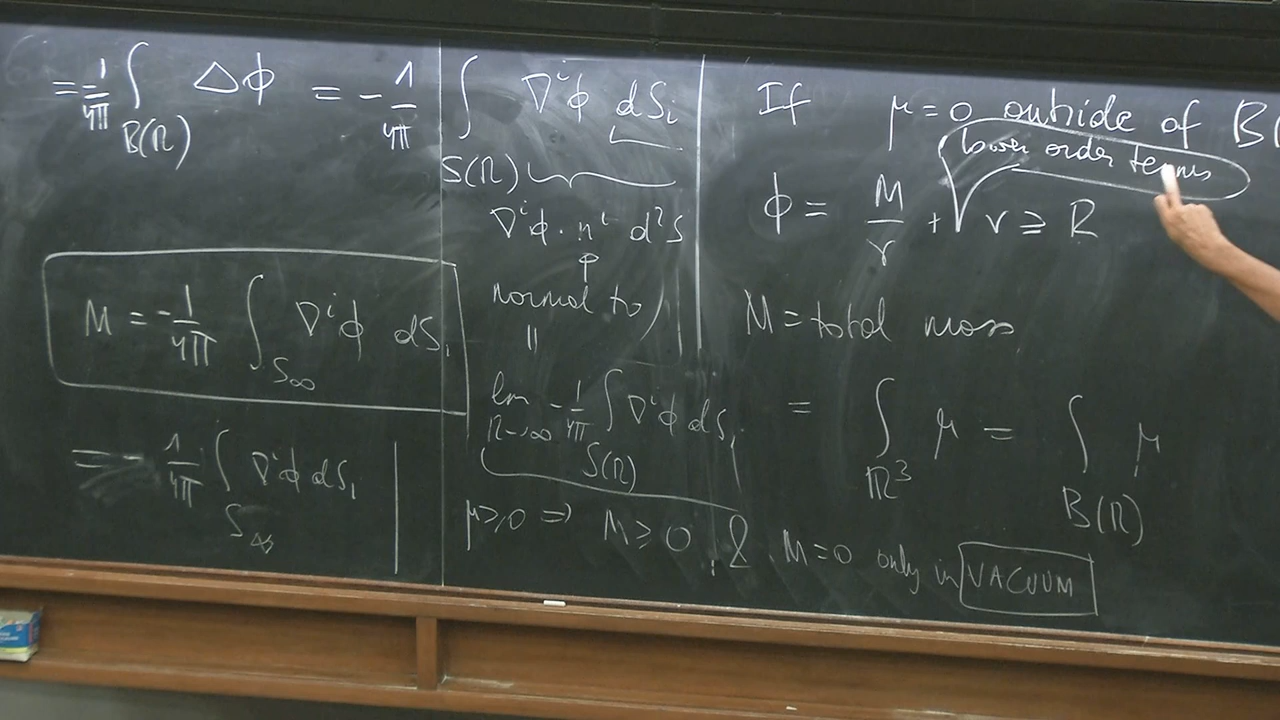 = -1/4π ∫_{B(R)} Δϕ = - 1/4π ∫_{S(R)} ∇^i ϕ dS_i
∇^i ϕ · n^i d²S
normal to
M = -1/4π ∫_{S_∞} ∇^i ϕ dS_i
= - 1/4π ∫_{S_∞} ∇^i ϕ dS_i
lim_{R→∞} -1/4π ∫_{S(R)} ∇^i ϕ dS_i
μ ≥ 0 ⇒ M ≥ 0 & M = 0 only in VACUUM
If μ = 0 outside of B(
lower order terms
ϕ = M/r + r ≥ R
M = total mass
= ∫_{ℝ³} μ = ∫_{B(R)} μ